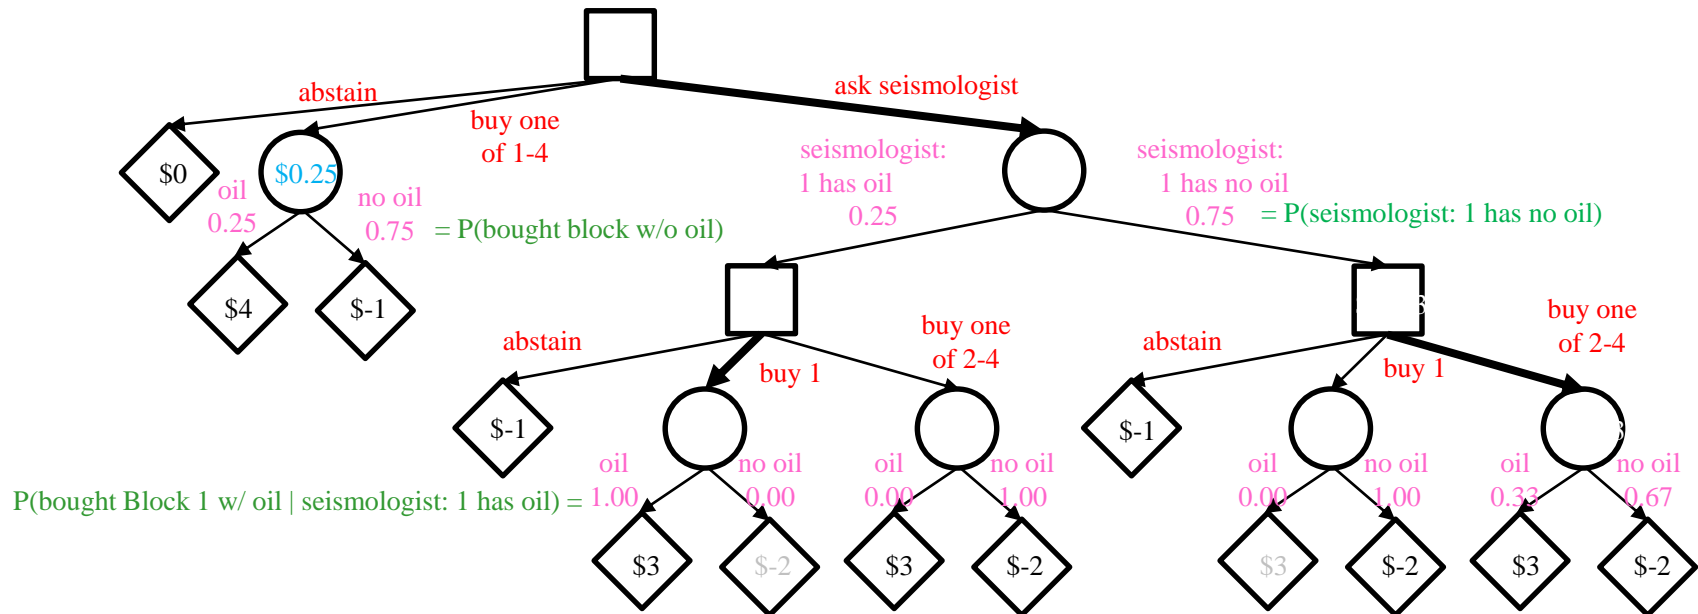 abstain
ask seismologist
buy one
of 1-4
$0
$0.25
oil
0.25
no oil
0.75
= P(bought block w/o oil)
seismologist:
1 has oil
0.25
seismologist:
1 has no oil
0.75
= P(seismologist: 1 has no oil)
$4
$-1
abstain
buy 1
buy one
of 2-4
abstain
buy 1
buy one
of 2-4
$-1
$-1
P(bought Block 1 w/ oil | seismologist: 1 has oil) =
oil
1.00
no oil
0.00
oil
0.00
no oil
1.00
oil
0.00
no oil
1.00
oil
0.33
no oil
0.67
$3
$-2
$3
$-2
$3
$-2
$3
$-2